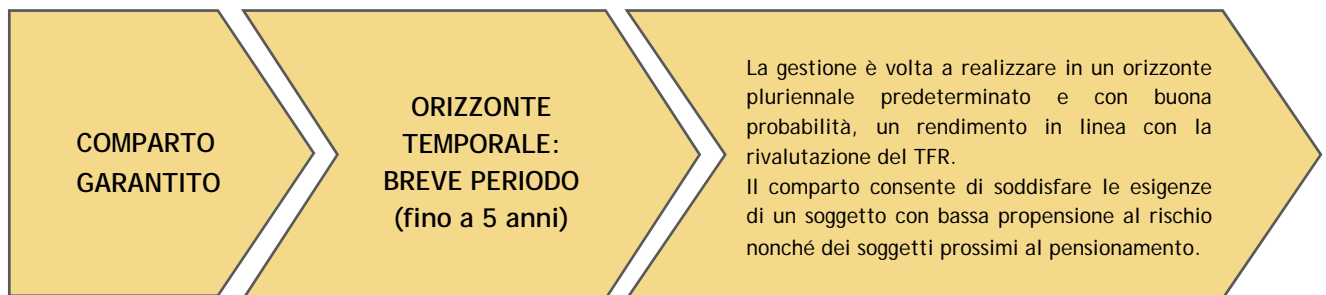 COMPARTO
GARANTITO
ORIZZONTE
TEMPORALE:
BREVE PERIODO
(fino a 5 anni)
La gestione è volta a realizzare in un orizzonte
pluriennale predeterminato e con buona
probabilità, un rendimento in linea con la
rivalutazione del TFR.
Il comparto consente di soddisfare le esigenze
di un soggetto con bassa propensione al rischio
nonché dei soggetti prossimi al pensionamento.